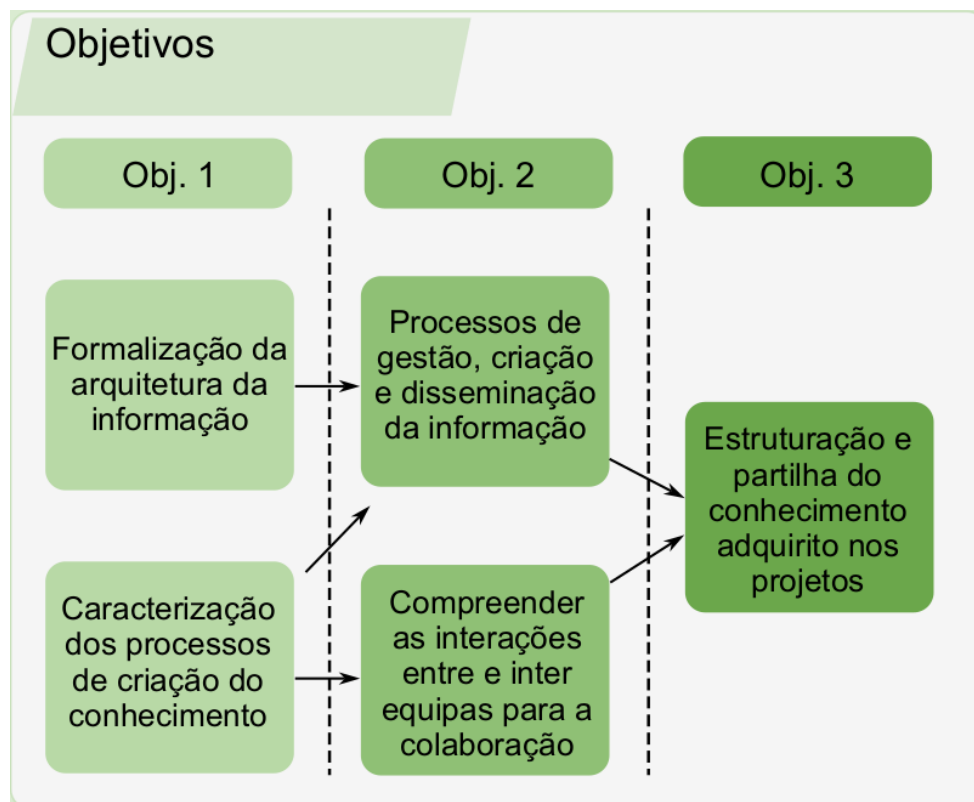 Objetivos
Obj. 1
Obj. 2
Obj. 3
Formalização da
arquitetura da
informação
Caracterização
dos processos
de criação do
conhecimento
Processos de
gestão, criação
e disseminação
da informação
Compreender
as interações
entre e inter
equipas para a
colaboração
Estruturação e
partilha do
conhecimento
adquirito nos
projetos